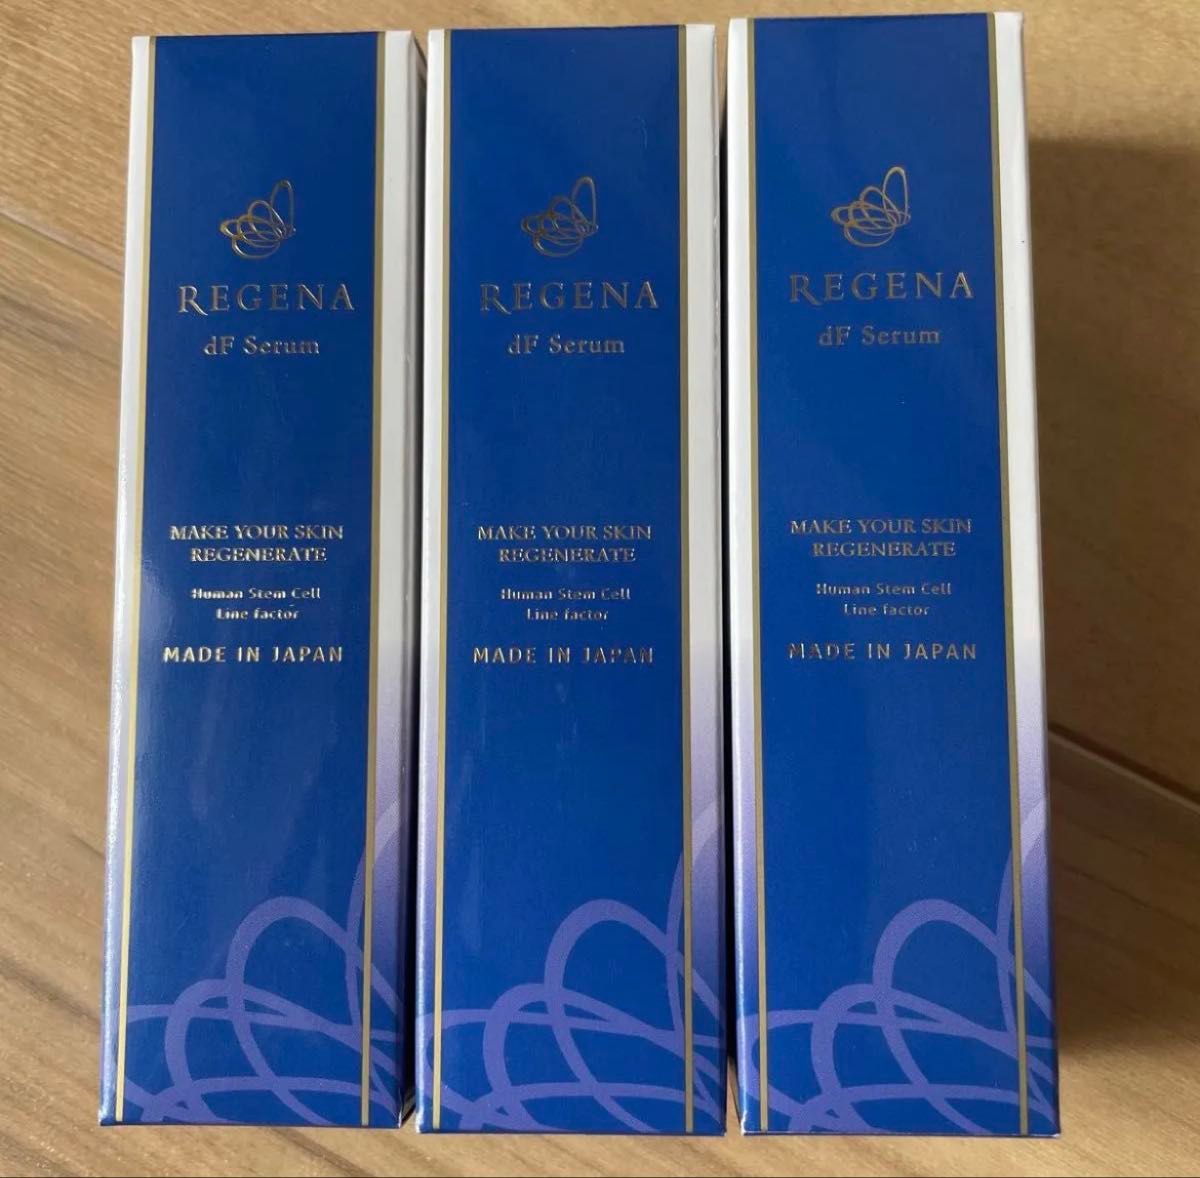 REGENA
dF Serum
MAKE YOUR SKIN
REGENERATE
Human Stem Cell
Line factor
MADE IN JAPAN
REGENA
dF Serum
MAKE YOUR SKIN
REGENERATE
Human Stem Cell
Line factor
MADE IN JAPAN
REGENA
dF Serum
MAKE YOUR SKIN
REGENERATE
Human Stem Cell
Line factor
MADE IN JAPAN